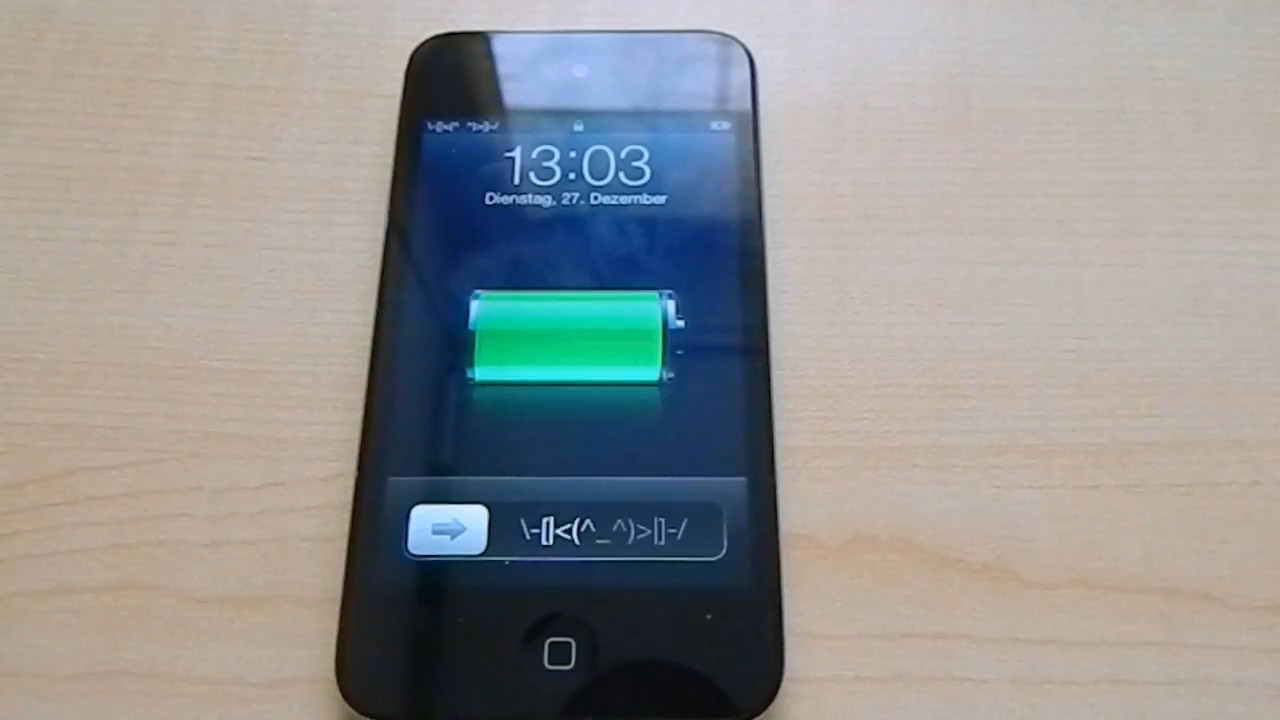 \-[]<(^_^)>[]-/
13:03
Dienstag, 27. Dezember
\-[]<(^_^)>[]-/